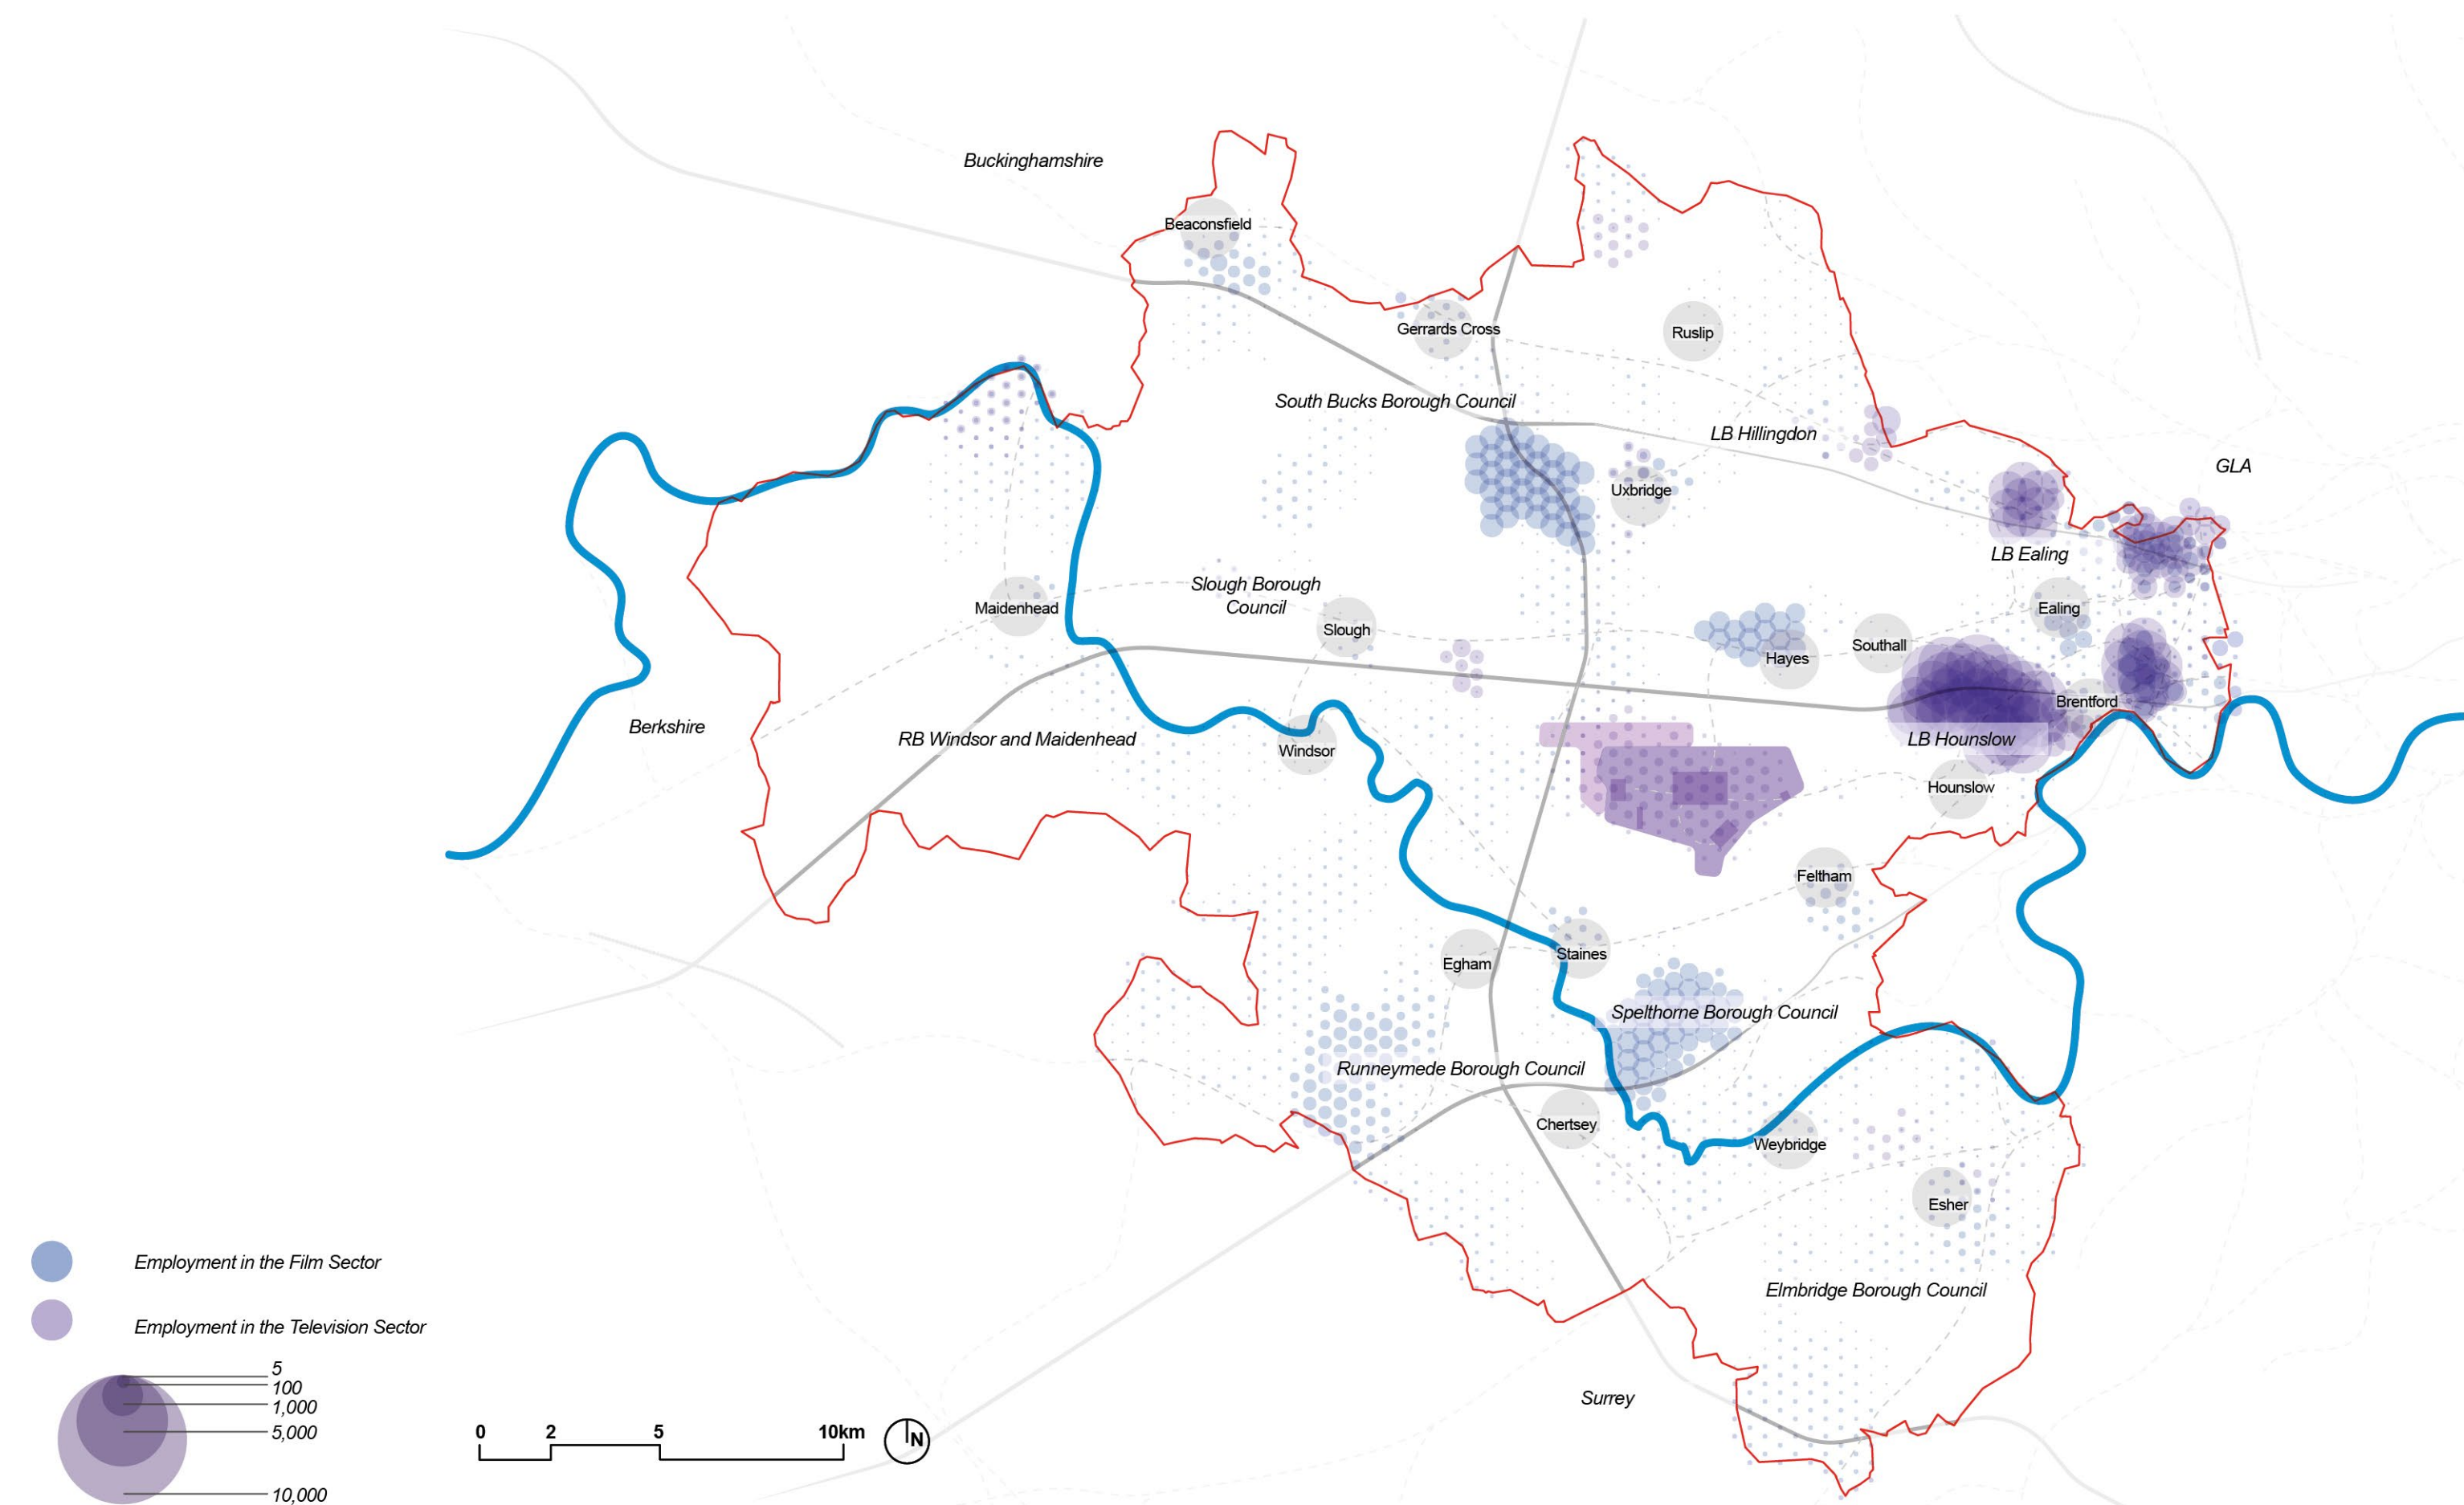 Buckinghamshire
Beaconsfield
Gerrards Cross
Ruslip
South Bucks Borough Council
LB Hillingdon
GLA
Uxbridge
LB Ealing
Slough Borough
Council
Maidenhead
Slough
Ealing
Southall
Hayes
Brentford
Berkshire
RB Windsor and Maidenhead
Windsor
LB Hounslow
Hounslow
Feltham
Staines
Egham
Spelthorne Borough Council
Runneymede Borough Council
Chertsey
Weybridge
Esher
Elmbridge Borough Council
Surrey
Employment in the Film Sector
Employment in the Television Sector
5
100
1,000
5,000
10,000
0 2 5 10km
N